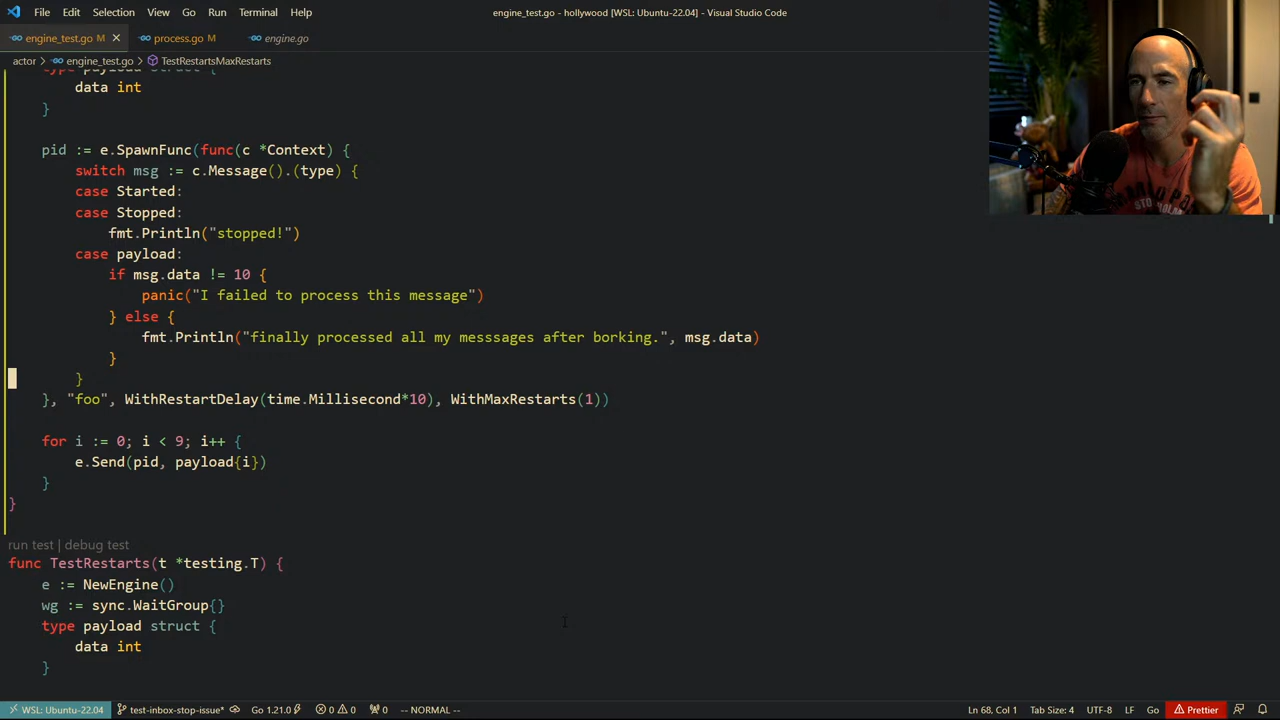 File Edit Selection View Go Run Terminal Help
engine_test.go - hollywood [WSL: Ubuntu-22.04] - Visual Studio Code
engine_test.go M process.go M engine.go
actor > engine_test.go > TestRestartsMaxRestarts
type payload struct {
data int
}
pid := e.SpawnFunc(func(c *Context) {
switch msg := c.Message().(type) {
case Started:
case Stopped:
fmt.Println("stopped!")
case payload:
if msg.data != 10 {
panic("I failed to process this message")
} else {
fmt.Println("finally processed all my messsages after borking.", msg.data)
}
}
}, "foo", WithRestartDelay(time.Millisecond*10), WithMaxRestarts(1))
for i := 0; i < 9; i++ {
e.Send(pid, payload{i})
}
}
run test | debug test
func TestRestarts(t *testing.T) {
e := NewEngine()
wg := sync.WaitGroup{}
type payload struct {
data int
}
WSL: Ubuntu-22.04 test-inbox-stop-issue* Go 1.21.0 0 0 0 -- NORMAL -- Ln 68, Col 1 Tab Size: 4 UTF-8 LF Go Prettier